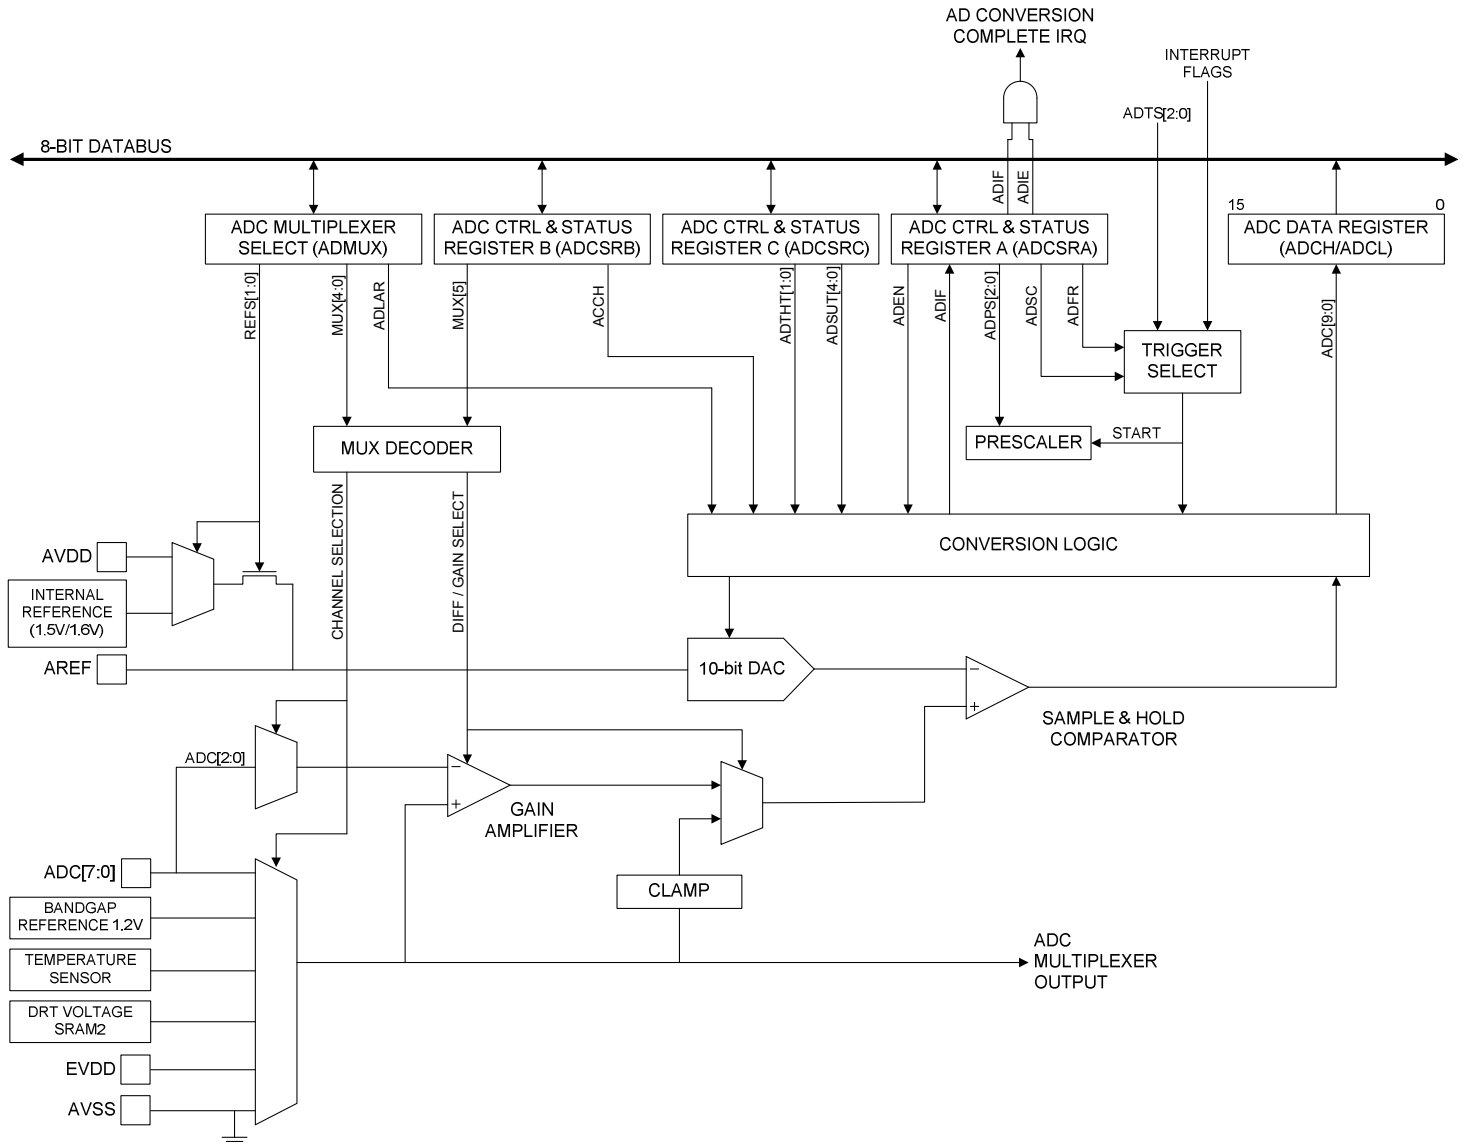 AD CONVERSION
COMPLETE IRQ
INTERRUPT
FLAGS
ADTS[2:0]
8-BIT DATABUS
ADIF
ADIE
15
0
ADC MULTIPLEXER
SELECT (ADMUX)
ADC CTRL & STATUS
REGISTER B (ADCSRB)
ADC CTRL & STATUS
REGISTER C (ADCSRC)
ADC CTRL & STATUS
REGISTER A (ADCSRA)
ADC DATA REGISTER
(ADCH/ADCL)
REFS[1:0]
MUX[4:0]
ADLAR
MUX[5]
ACCH
ADTHT[1:0]
ADSUT[4:0]
ADEN
ADIF
ADPS[2:0]
ADSC
ADFR
ADC[9:0]
TRIGGER
SELECT
MUX DECODER
PRESCALER
START
CHANNEL SELECTION
DIFF / GAIN SELECT
CONVERSION LOGIC
AVDD
INTERNAL
REFERENCE
(1.5V/1.6V)
AREF
10-bit DAC
−
+
SAMPLE & HOLD
COMPARATOR
ADC[2:0]
−
+
GAIN
AMPLIFIER
ADC[7:0]
CLAMP
BANDGAP
REFERENCE 1.2V
TEMPERATURE
SENSOR
ADC
MULTIPLEXER
OUTPUT
DRT VOLTAGE
SRAM2
EVDD
AVSS